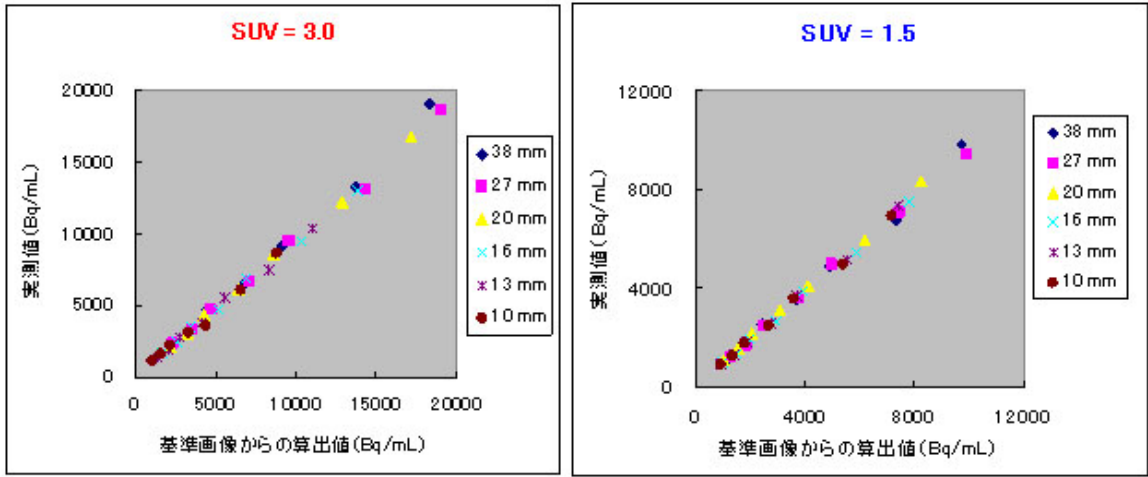 SUV = 3.0
実測値(Bq/mL)
20000
15000
10000
5000
0
0 5000 10000 15000 20000
基準画像からの算出値(Bq/mL)
38 mm
27 mm
20 mm
16 mm
13 mm
10 mm
SUV = 1.5
実測値(Bq/mL)
12000
8000
4000
0
0 4000 8000 12000
基準画像からの算出値(Bq/mL)
38 mm
27 mm
20 mm
16 mm
13 mm
10 mm